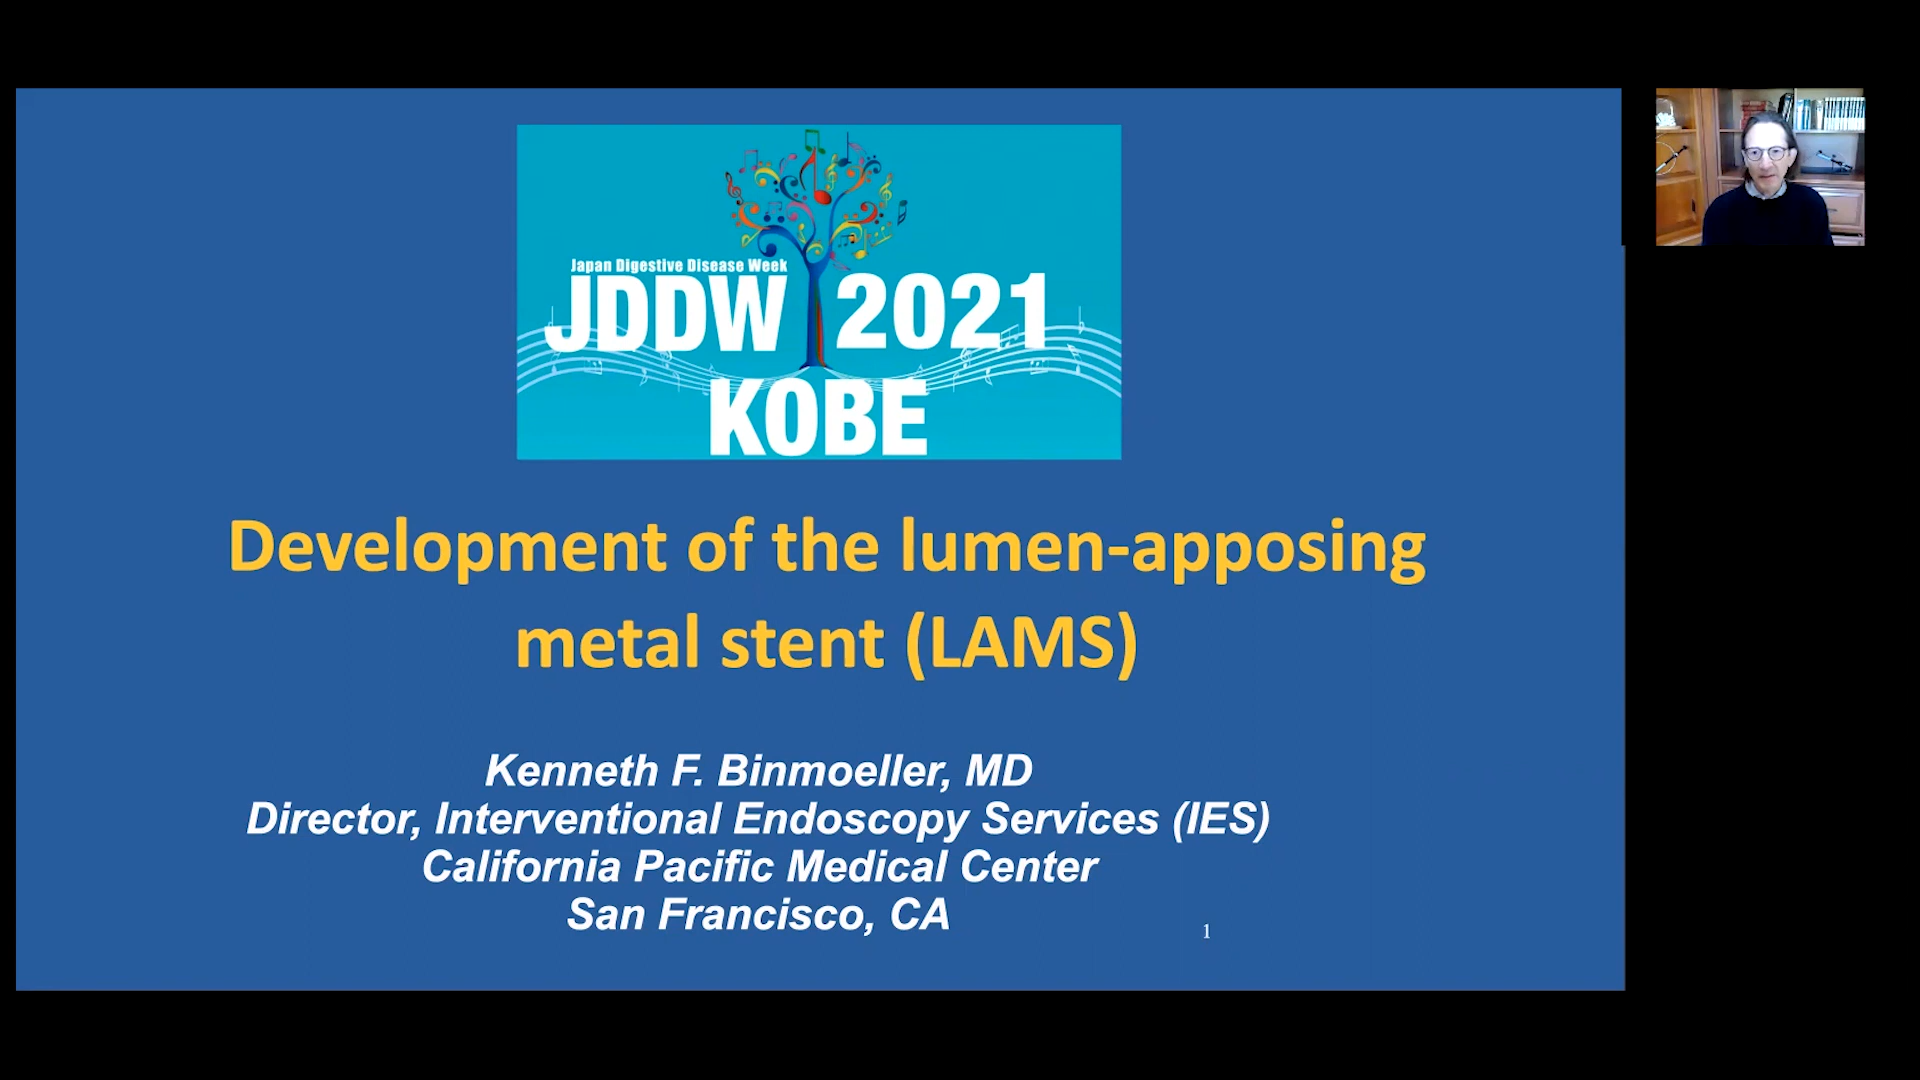 Japan Digestive Disease Week
JDDW 2021
KOBE
Development of the lumen-apposing
metal stent (LAMS)
Kenneth F. Binmoeller, MD
Director, Interventional Endoscopy Services (IES)
California Pacific Medical Center
San Francisco, CA
1